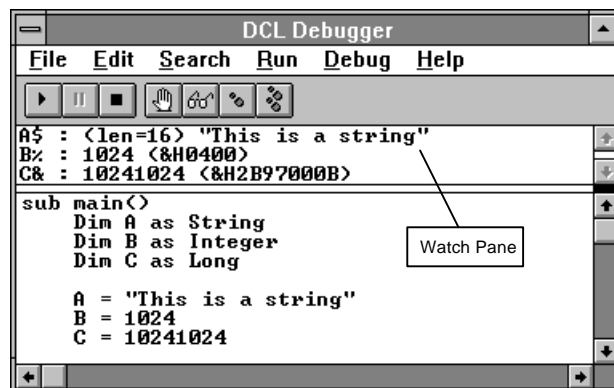 DCL Debugger
File Edit Search Run Debug Help
A$ : (len=16) "This is a string"
B% : 1024 (&H0400)
C& : 10241024 (&H2B97000B)
sub main()
Dim A as String
Dim B as Integer
Dim C as Long
Watch Pane
A = "This is a string"
B = 1024
C = 10241024